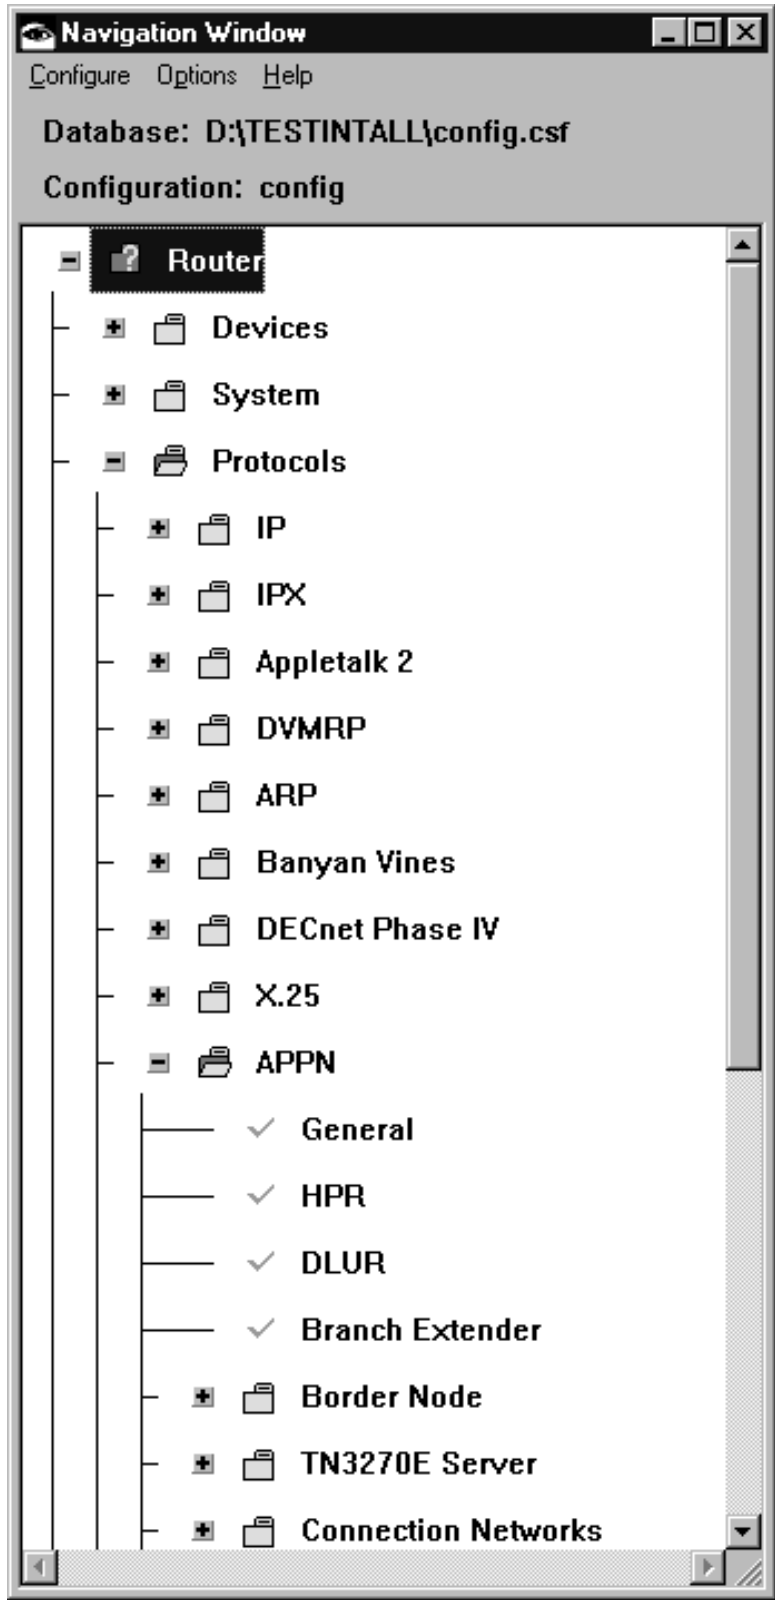 Navigation Window
Configure Options Help
Database: D:\TESTINTALL\config.csf
Configuration: config
Router
Devices
System
Protocols
IP
IPX
Appletalk 2
DVMRP
ARP
Banyan Vines
DECnet Phase IV
X.25
APPN
General
HPR
DLUR
Branch Extender
Border Node
TN3270E Server
Connection Networks